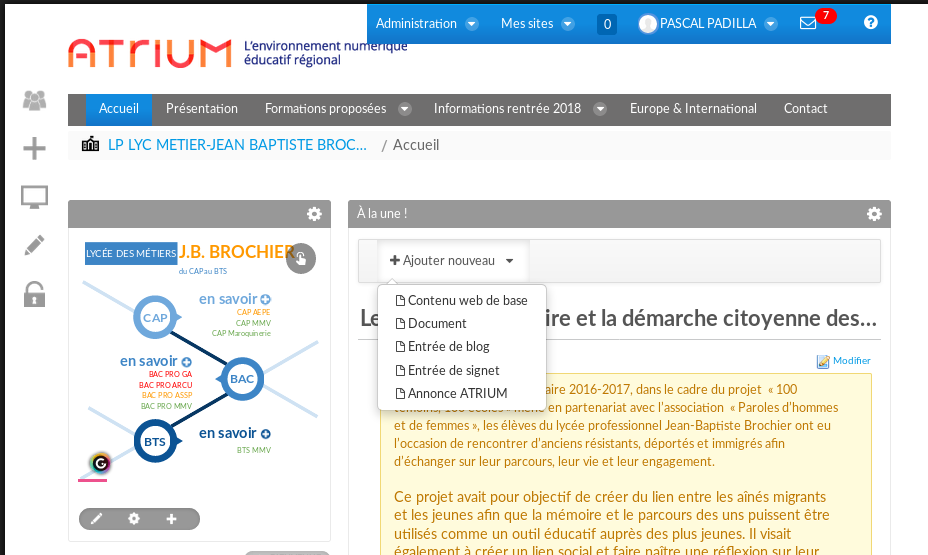 Administration Mes sites 0 PASCAL PADILLA 7
ATRIUM L'environnement numérique
éducatif régional
Accueil Présentation Formations proposées Informations rentrée 2018 Europe & International Contact
LP LYC METIER-JEAN BAPTISTE BROC... / Accueil
À la une !
LYCÉE DES MÉTIERS J.B. BROCHIER
du CAP au BTS
en savoir
CAP AEPE
CAP MMV
CAP Maroquinerie
CAP
en savoir
BAC PRO GA
BAC PRO ARCU
BAC PRO ASSP
BAC PRO MMV
BAC
en savoir
BTS MMV
BTS
Ajouter nouveau
Contenu web de base
Document
Entrée de blog
Entrée de signet
Annonce ATRIUM
Le ire et la démarche citoyenne des...
Modifier
aire 2016-2017, dans le cadre du projet « 100
en partenariat avec l'association « Paroles d'hommes
et de femmes », les élèves du lycée professionnel Jean-Baptiste Brochier ont eu
l'occasion de rencontrer d'anciens résistants, déportés et immigrés afin
d'échanger sur leur parcours, leur vie et leur engagement.
Ce projet avait pour objectif de créer du lien entre les aînés migrants
et les jeunes afin que la mémoire et le parcours des uns puissent être
utilisés comme un outil éducatif auprès des plus jeunes. Il visait
également à créer un lien social et faire naître une réflexion sur leur